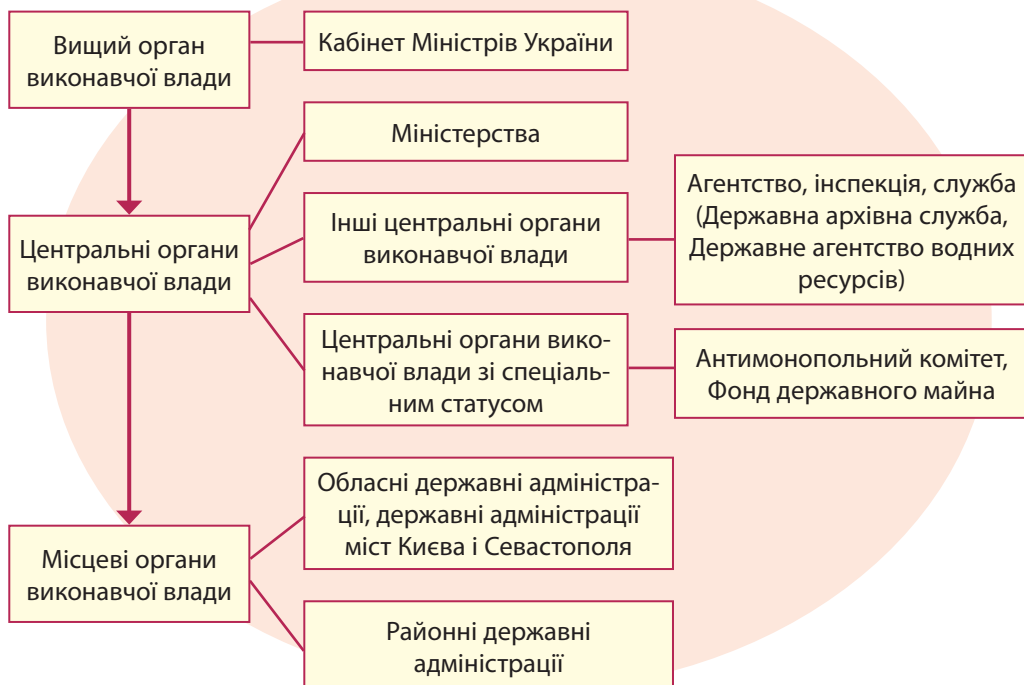 Вищий орган
виконавчої влади
Кабінет Міністрів України
Міністерства
Центральні органи
виконавчої влади
Інші центральні органи
виконавчої влади
Агентство, інспекція, служба
(Державна архівна служба,
Державне агентство водних
ресурсів)
Центральні органи вико-
навчої влади зі спеціаль-
ним статусом
Антимонопольний комітет,
Фонд державного майна
Місцеві органи
виконавчої влади
Обласні державні адміністра-
ції, державні адміністрації
міст Києва і Севастополя
Районні державні
адміністрації